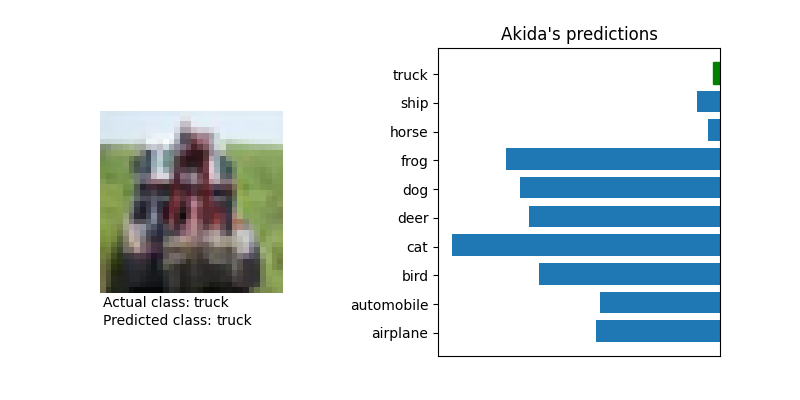 Akida's predictions
truck
ship
horse
frog
dog
deer
cat
bird
automobile
airplane
Actual class: truck
Predicted class: truck